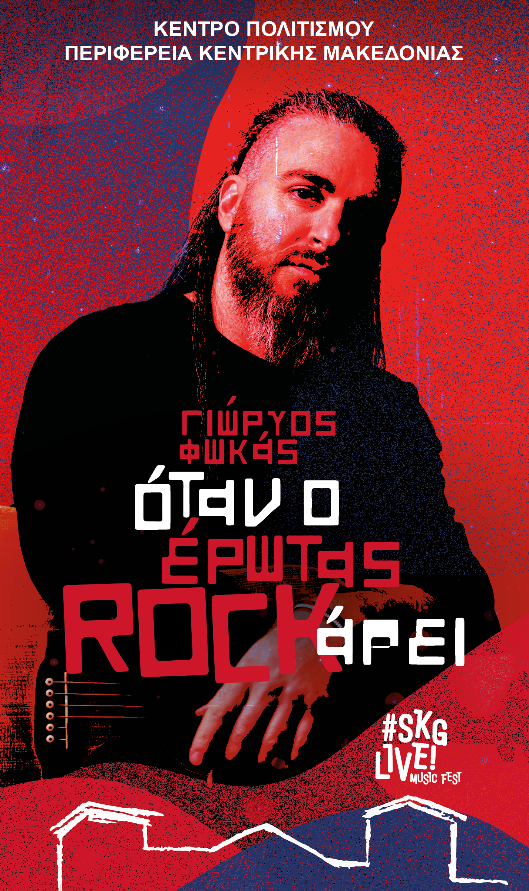 ΚΕΝΤΡΟ ΠΟΛΙΤΙΣΜΟΥ
ΠΕΡΙΦΕΡΕΙΑ ΚΕΝΤΡΙΚΗΣ ΜΑΚΕΔΟΝΙΑΣ
ΓΙΏΡΓΟΣ
ΦΩΚΆΣ
ΌΤΑΝ Ο
ΈΡΩΤΑΣ
ROCKΆΡΕΙ
#SKG
LIVE!
MUSIC FEST